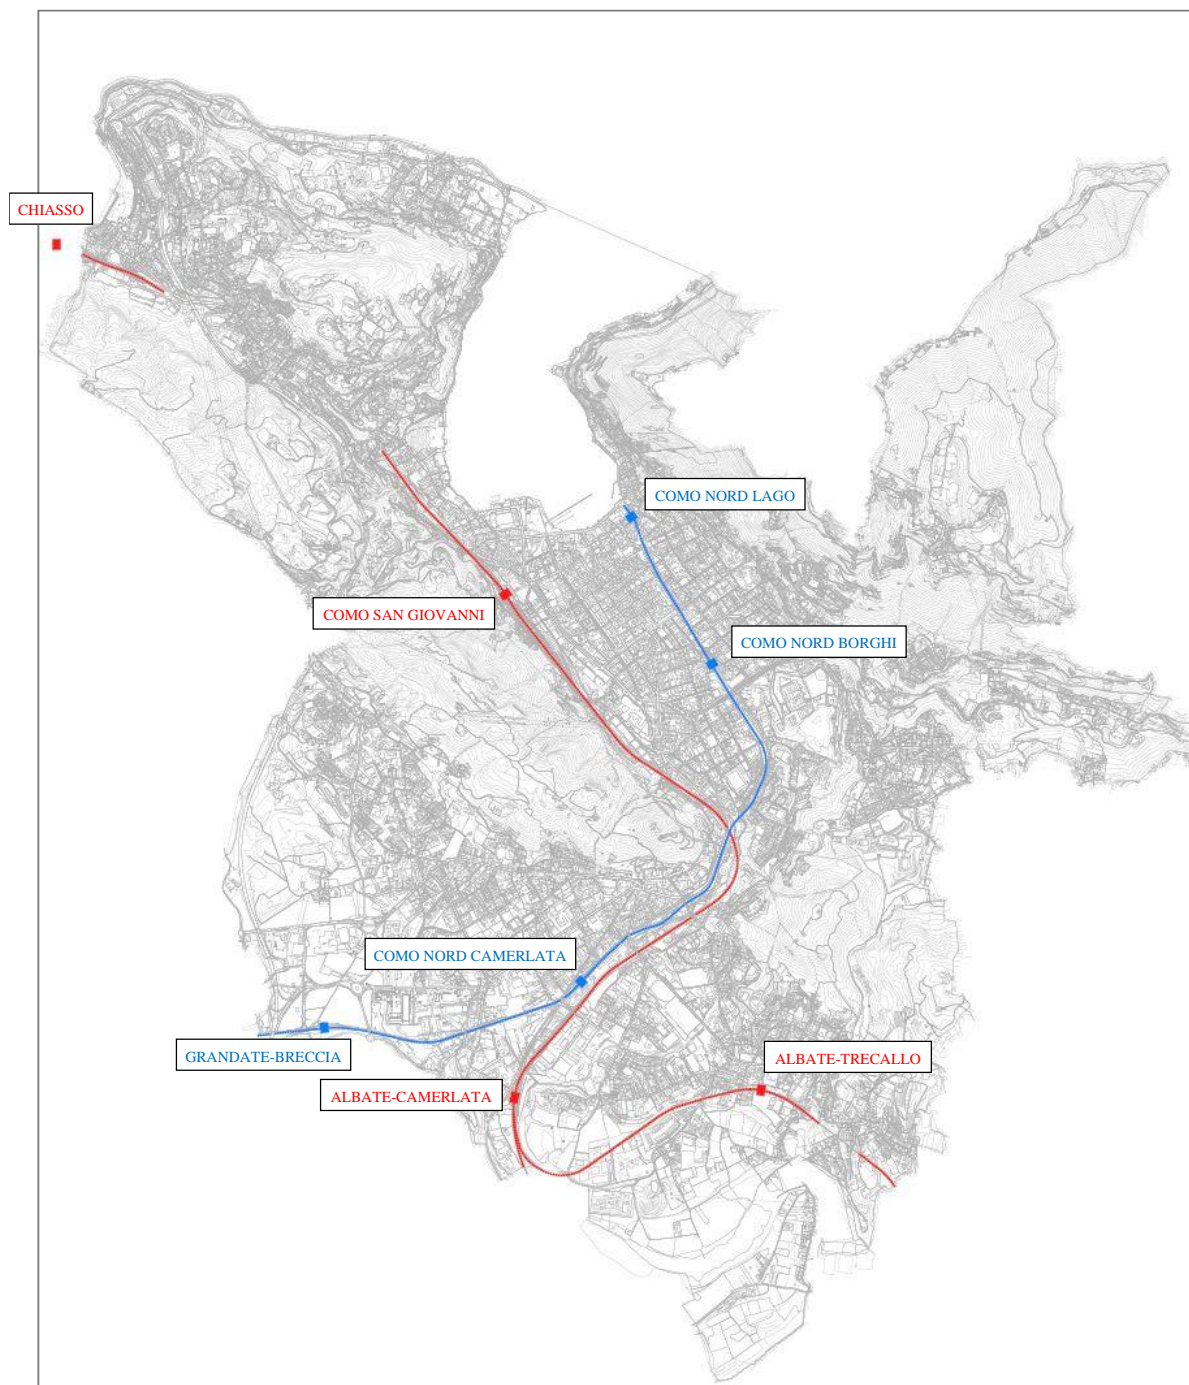 CHIASSO
COMO NORD LAGO
COMO SAN GIOVANNI
COMO NORD BORGHI
COMO NORD CAMERLATA
GRANDATE-BRECCIA
ALBATE-TRECALLO
ALBATE-CAMERLATA